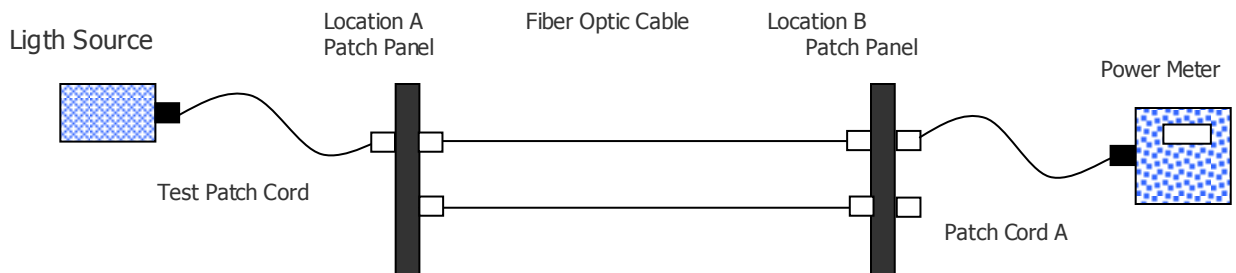 Ligth Source
Location A
Patch Panel
Fiber Optic Cable
Location B
Patch Panel
Power Meter
Test Patch Cord
Patch Cord A